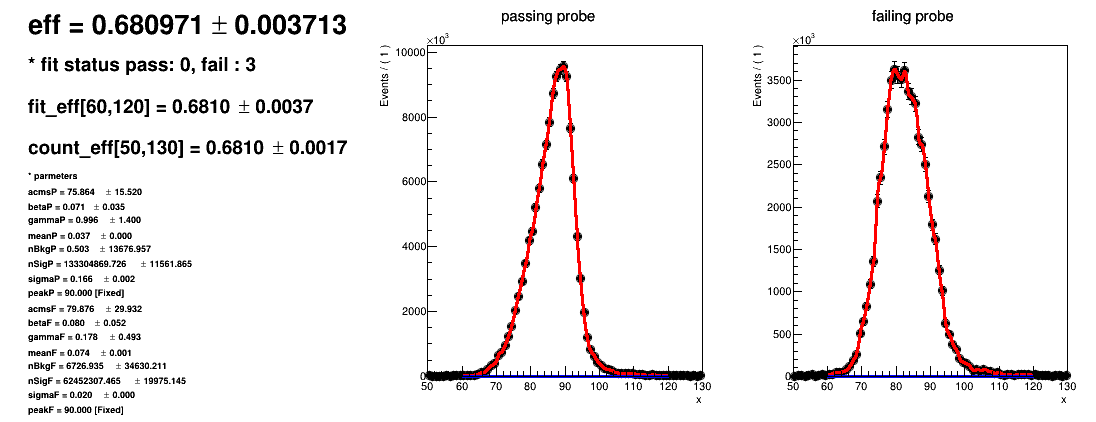 eff = 0.680971 ± 0.003713
* fit status pass: 0, fail : 3
fit_eff[60,120] = 0.6810 ± 0.0037
count_eff[50,130] = 0.6810 ± 0.0017
* parmeters
acmsP = 75.864 ± 15.520
betaP = 0.071 ± 0.035
gammaP = 0.996 ± 1.400
meanP = 0.037 ± 0.000
nBkgP = 0.503 ± 13676.957
nSigP = 133304869.726 ± 11561.865
sigmaP = 0.166 ± 0.002
peakP = 90.000 [Fixed]
acmsF = 79.876 ± 29.932
betaF = 0.080 ± 0.052
gammaF = 0.178 ± 0.493
meanF = 0.074 ± 0.001
nBkgF = 6726.935 ± 34630.211
nSigF = 62452307.465 ± 19975.145
sigmaF = 0.020 ± 0.000
peakF = 90.000 [Fixed]
passing probe
×10³
Events / ( 1 )
10000
8000
6000
4000
2000
0
50 60 70 80 90 100 110 120 130
x
failing probe
×10³
Events / ( 1 )
3500
3000
2500
2000
1500
1000
500
0
50 60 70 80 90 100 110 120 130
x